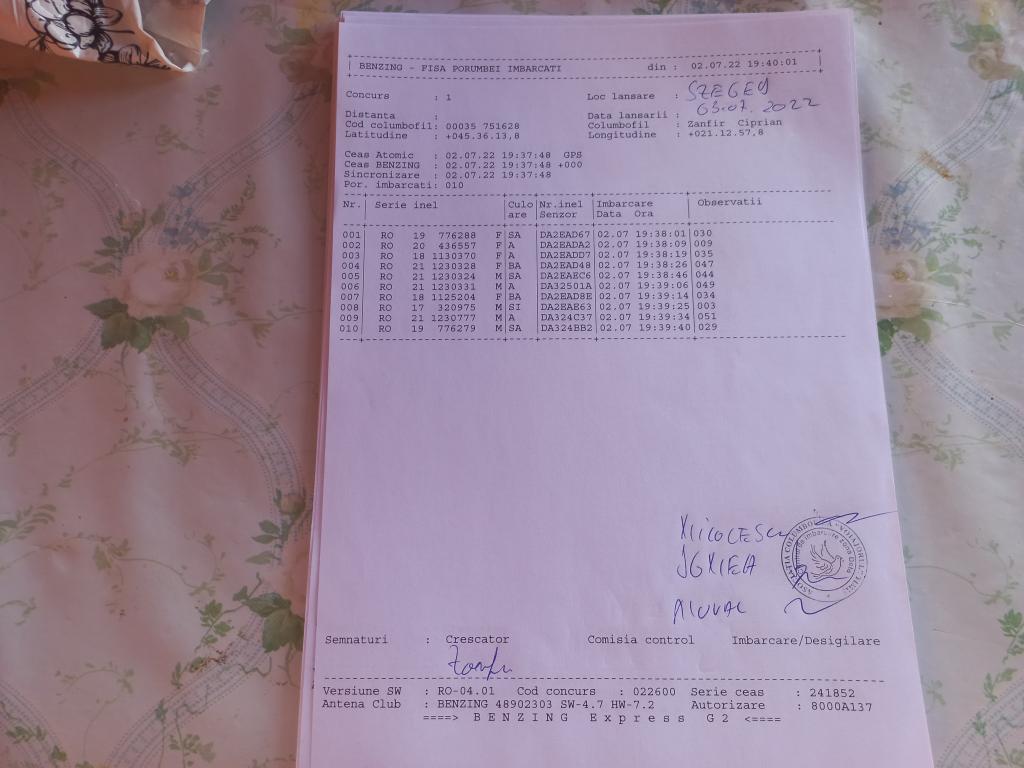 BENZING - FISA PORUMBEI IMBARCATI din : 02.07.22 19:40:01
Concurs : 1 Loc lansare : SZEGED
Distanta : Data lansarii : 03.07.2022
Cod columbofil: 00035 751628 Columbofil : Zanfir Ciprian
Latitudine : +045.36.13,8 Longitudine : +021.12.57,8
Ceas Atomic : 02.07.22 19:37:48 GPS
Ceas BENZING : 02.07.22 19:37:48 +000
Sincronizare : 02.07.22 19:37:48
Por. imbarcati: 010
Nr. | Serie inel | Culo | Nr.inel | Imbarcare | Observatii
are | Senzor | Data Ora
001 | RO 19 776288 F | SA | DA2EAD67 | 02.07 19:38:01 | 030
002 | RO 20 436557 F | A | DA2EADA2 | 02.07 19:38:09 | 009
003 | RO 18 1130370 F | A | DA2EADD7 | 02.07 19:38:19 | 035
004 | RO 21 1230328 F | BA | DA2EAD48 | 02.07 19:38:26 | 047
005 | RO 21 1230324 M | SA | DA2EAEC6 | 02.07 19:38:46 | 044
006 | RO 21 1230331 M | A | DA32501A | 02.07 19:39:06 | 049
007 | RO 18 1125204 F | BA | DA2EAD8E | 02.07 19:39:14 | 034
008 | RO 17 320975 M | SI | DA2EAE63 | 02.07 19:39:25 | 003
009 | RO 21 1230777 M | A | DA324C37 | 02.07 19:39:34 | 051
010 | RO 19 776279 M | SA | DA324BB2 | 02.07 19:39:40 | 029
Semnaturi : Crescator Comisia control Imbarcare/Desigilare
Versiune SW : RO-04.01 Cod concurs : 022600 Serie ceas : 241852
Antena Club : BENZING 48902303 SW-4.7 HW-7.2 Autorizare : 8000A137
====> B E N Z I N G E x p r e s s G 2 <====